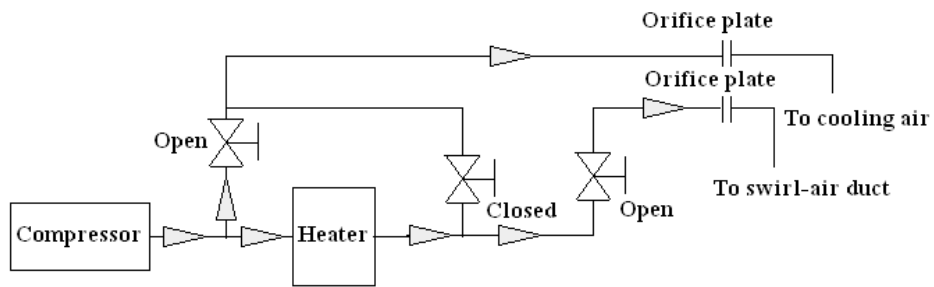 Orifice plate
Orifice plate
To cooling air
Open
To swirl-air duct
Closed
Open
Compressor
Heater